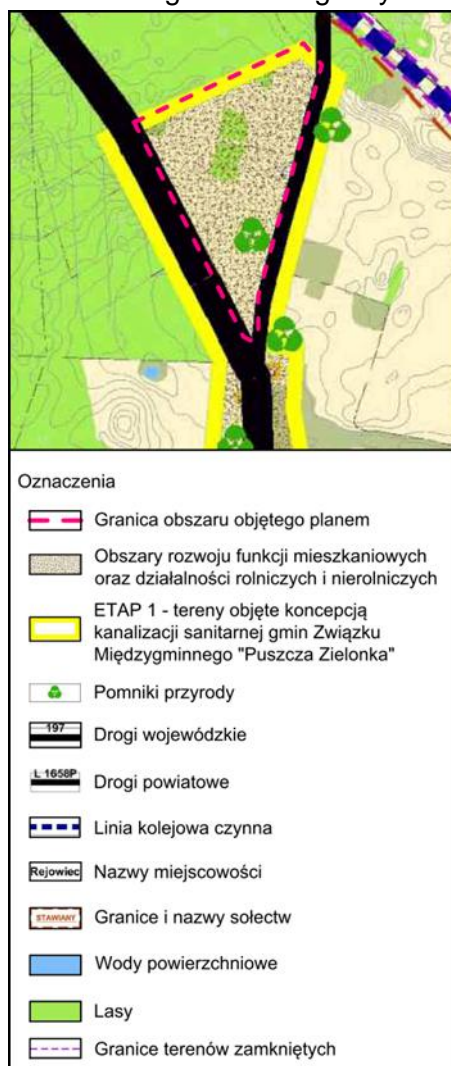 Oznaczenia
Granica obszaru objętego planem
Obszary rozwoju funkcji mieszkaniowych
oraz działalności rolniczych i nierolniczych
ETAP 1 - tereny objęte koncepcją
kanalizacji sanitarnej gmin Związku
Międzygminnego "Puszcza Zielonka"
Pomniki przyrody
197
Drogi wojewódzkie
L 1658P
Drogi powiatowe
Linia kolejowa czynna
Rejowiec
Nazwy miejscowości
STAWIANY
Granice i nazwy sołectw
Wody powierzchniowe
Lasy
Granice terenów zamkniętych